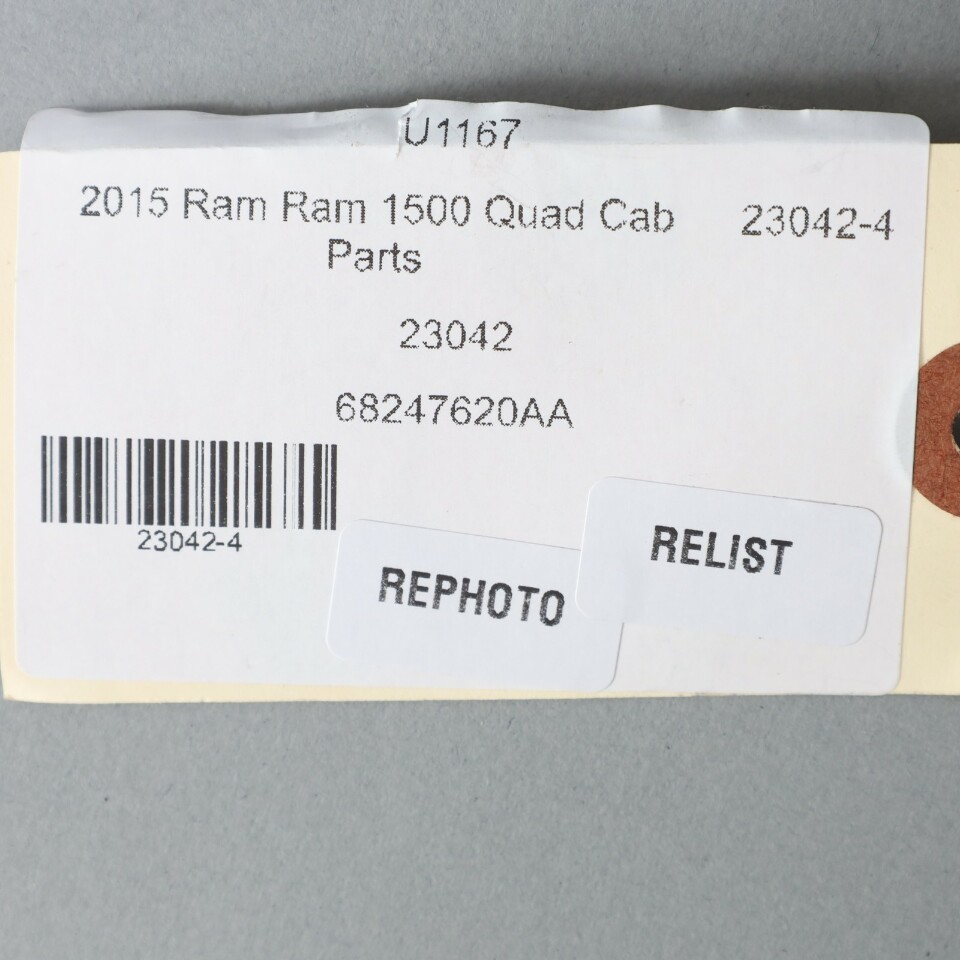 U1167
2015 Ram Ram 1500 Quad Cab 23042-4
Parts
23042
68247620AA
23042-4
REPHOTO
RELIST